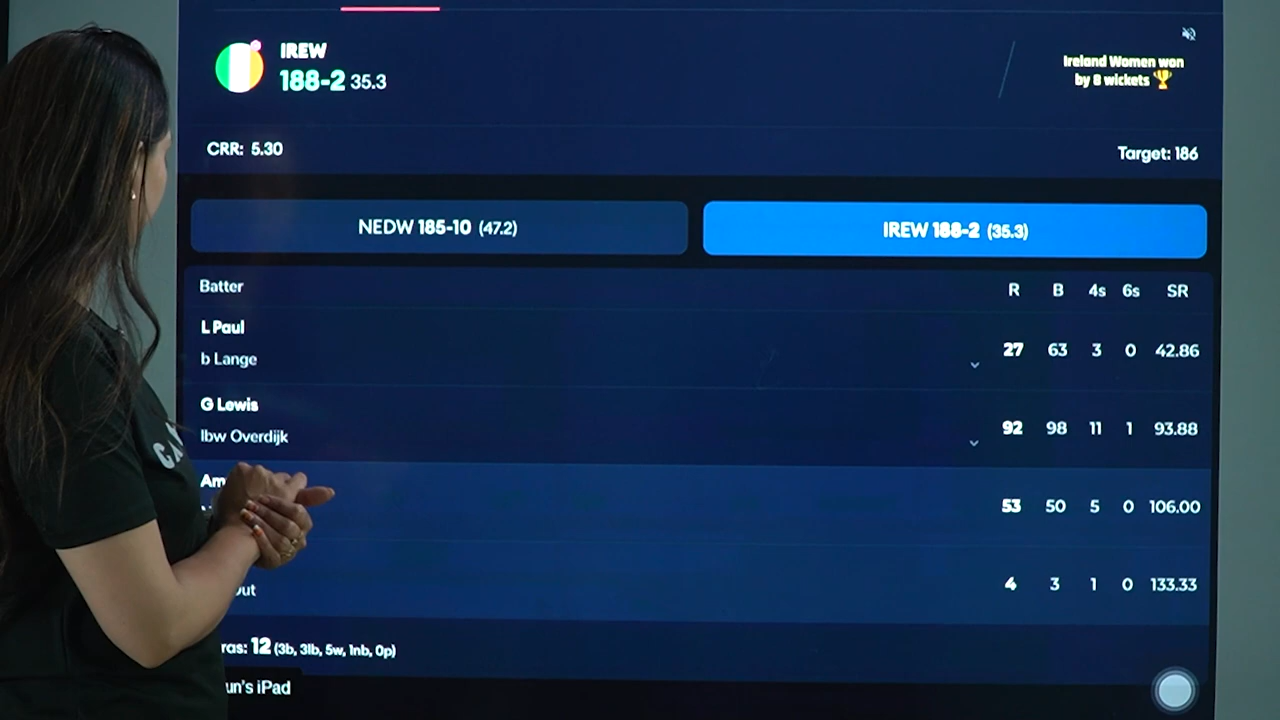 IREW
188-2 35.3
Ireland Women won
by 8 wickets
CRR: 5.30
Target: 186
NEDW 185-10 (47.2)
IREW 188-2 (35.3)
Batter R B 4s 6s SR
L Paul
b Lange
27 63 3 0 42.86
G Lewis
lbw Overdijk
92 98 11 1 93.88
Am
53 50 5 0 106.00
out
4 3 1 0 133.33
ras: 12 (3b, 3lb, 5w, 1nb, 0p)
un's iPad